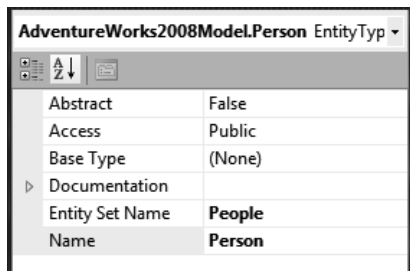 AdventureWorks2008Model.Person EntityTyp
Abstract False
Access Public
Base Type (None)
Documentation
Entity Set Name People
Name Person